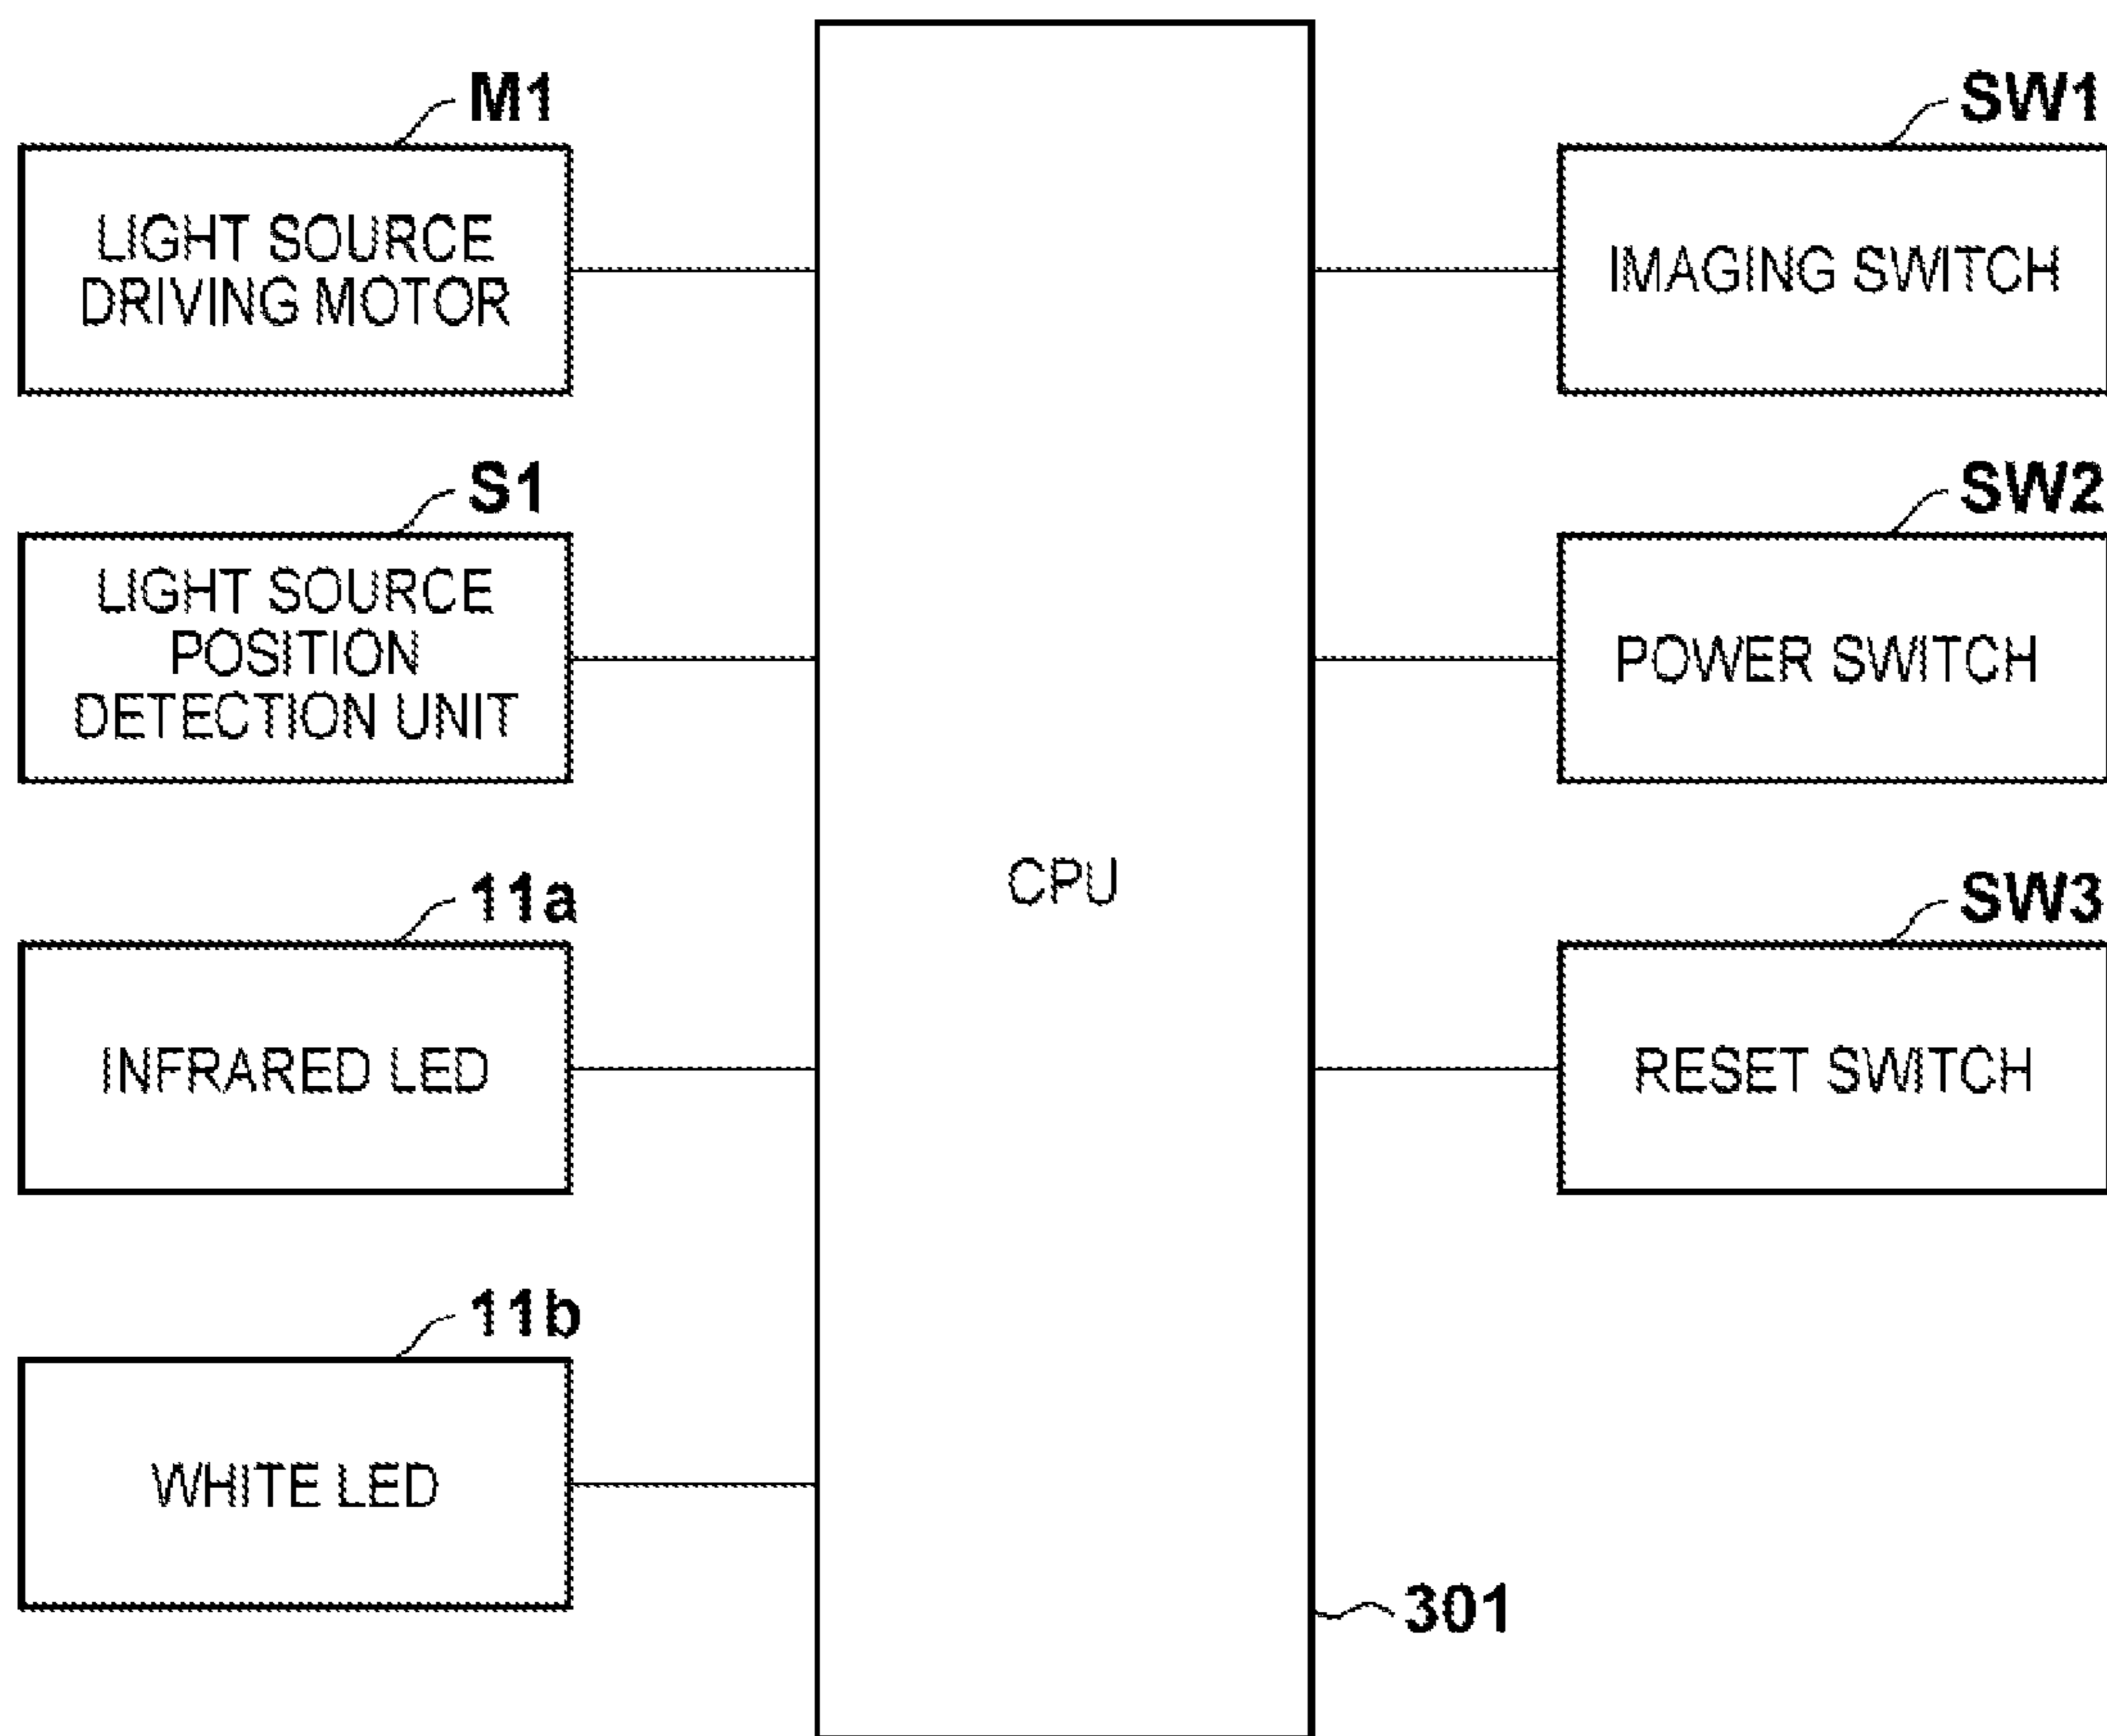 M1
LIGHT SOURCE
DRIVING MOTOR
S1
LIGHT SOURCE
POSITION
DETECTION UNIT
11a
INFRARED LED
11b
WHITE LED
CPU
301
SW1
IMAGING SWITCH
SW2
POWER SWITCH
SW3
RESET SWITCH